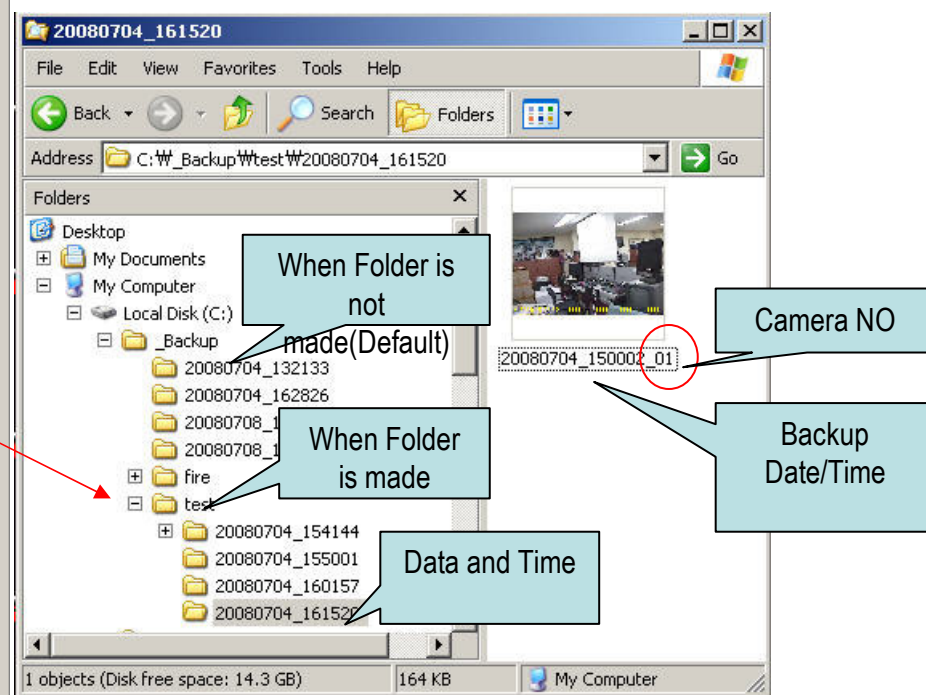 20080704_161520
File Edit View Favorites Tools Help
Back Search Folders
Address C:₩_Backup₩test₩20080704_161520 Go
Folders
Desktop
My Documents
My Computer
Local Disk (C:)
_Backup
20080704_132133
20080704_162826
20080708_1
20080708_1
fire
test
20080704_154144
20080704_155001
20080704_160157
20080704_161520
When Folder is
not
made(Default)
When Folder
is made
Data and Time
20080704_150002_01
Camera NO
Backup
Date/Time
1 objects (Disk free space: 14.3 GB) 164 KB My Computer